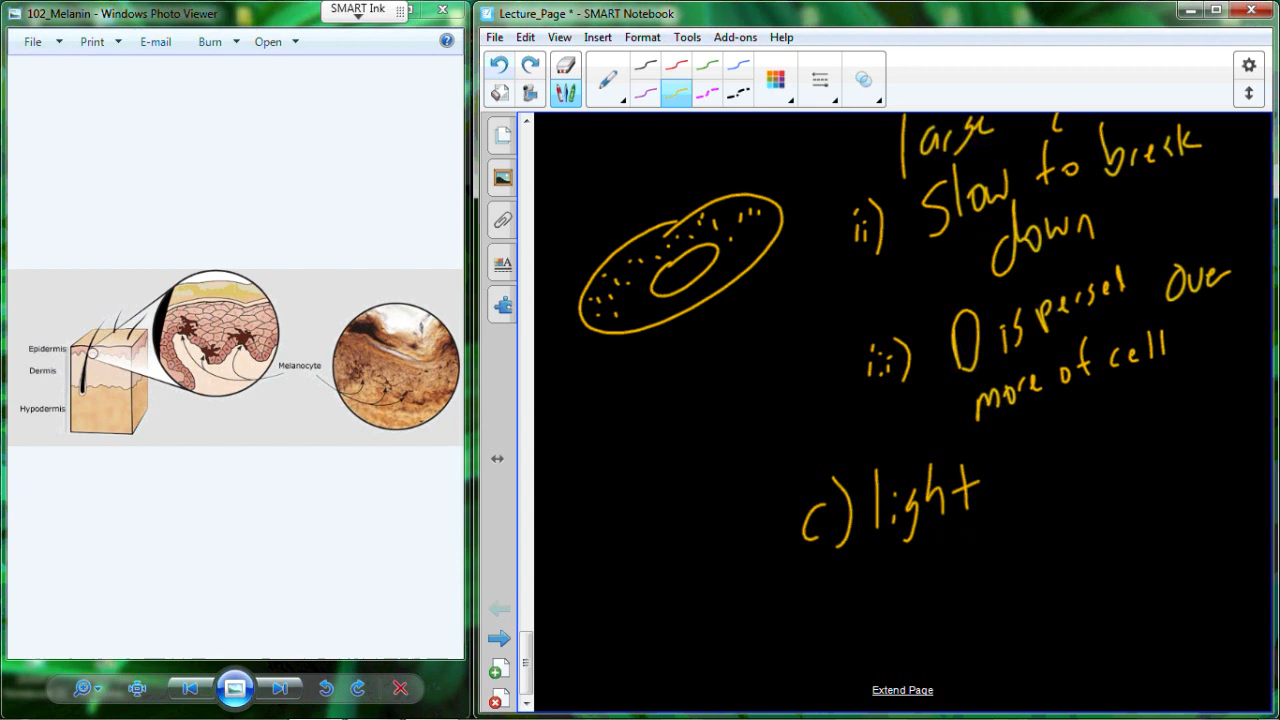 102_Melanin - Windows Photo Viewer
SMART Ink
File Print E-mail Burn Open
Epidermis
Dermis
Hypodermis
Melanocyte
Lecture_Page * - SMART Notebook
File Edit View Insert Format Tools Add-ons Help
large
ii) Slow to break
down
iii) Dispersed over
more of cell
c) light
Extend Page